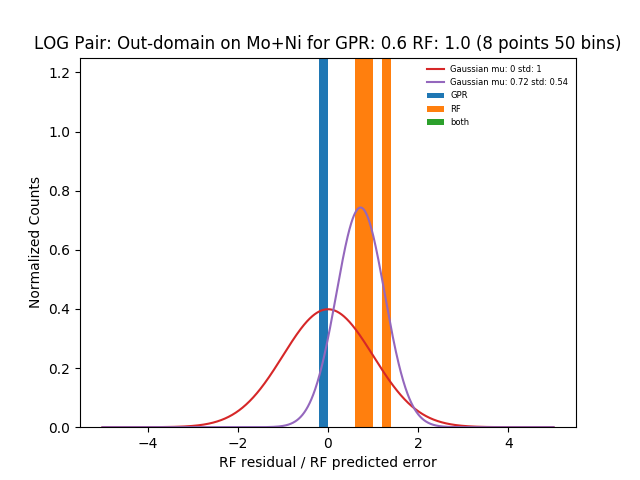 LOG Pair: Out-domain on Mo+Ni for GPR: 0.6 RF: 1.0 (8 points 50 bins)
Gaussian mu: 0 std: 1
Gaussian mu: 0.72 std: 0.54
GPR
RF
both
1.2
1.0
0.8
0.6
0.4
0.2
0.0
Normalized Counts
−4
−2
0
2
4
RF residual / RF predicted error